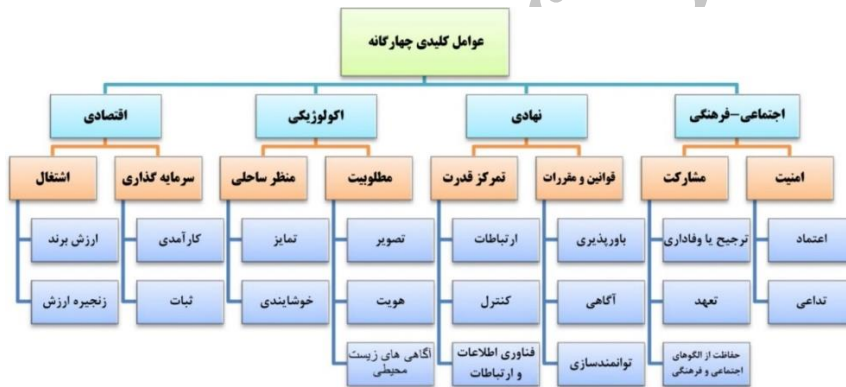 عوامل کلیدی چهارگانه
اجتماعی-فرهنگی
نهادی
اکولوژیکی
اقتصادی
امنیت
مشارکت
قوانین و مقررات
تمرکز قدرت
مطلوبیت
منظر ساحلی
سرمایه گذاری
اشتغال
اعتماد
ترجیح یا وفاداری
باورپذیری
ارتباطات
تصویر
تمایز
کارآمدی
ارزش برند
تداعی
تعهد
آگاهی
کنترل
هویت
خوشایندی
ثبات
زنجیره ارزش
حفاظت از الگوهای
اجتماعی و فرهنگی
توانمندسازی
فناوری اطلاعات
و ارتباطات
آگاهی های زیست
محیطی